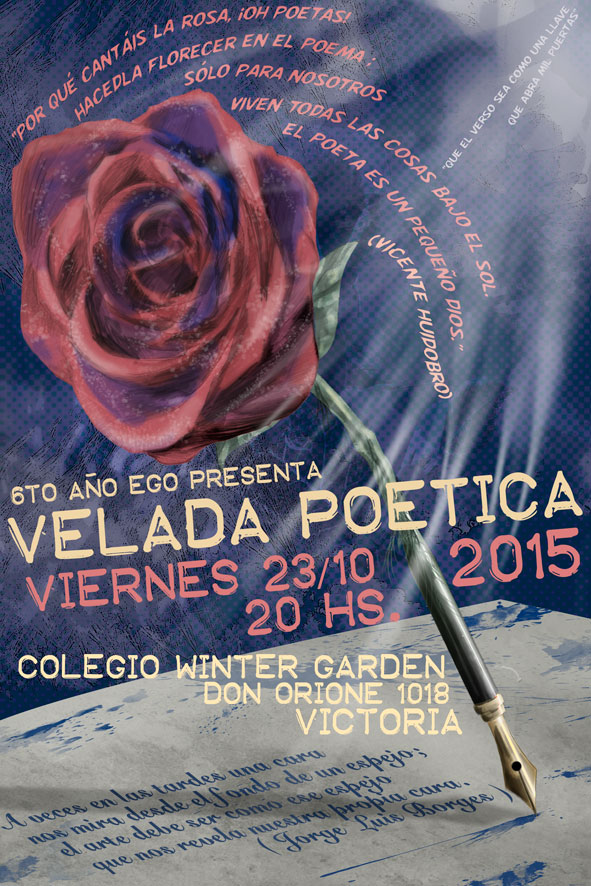 "POR QUÉ CANTÁIS LA ROSA, ¡OH POETAS!
HACEDLA FLORECER EN EL POEMA;
SÓLO PARA NOSOTROS
VIVEN TODAS LAS COSAS BAJO EL SOL.
EL POETA ES UN PEQUEÑO DIOS."
(VICENTE HUIDOBRO)
"QUE EL VERSO SEA COMO UNA LLAVE
QUE ABRA MIL PUERTAS"
6TO AÑO EGO PRESENTA
VELADA POETICA
VIERNES 23/10 2015
20 HS.
COLEGIO WINTER GARDEN
DON ORIONE 1018
VICTORIA
A veces en las tardes una cara
nos mira desde el fondo de un espejo;
el arte debe ser como ese espejo
que nos revela nuestra propia cara.
(Jorge Luis Borges)